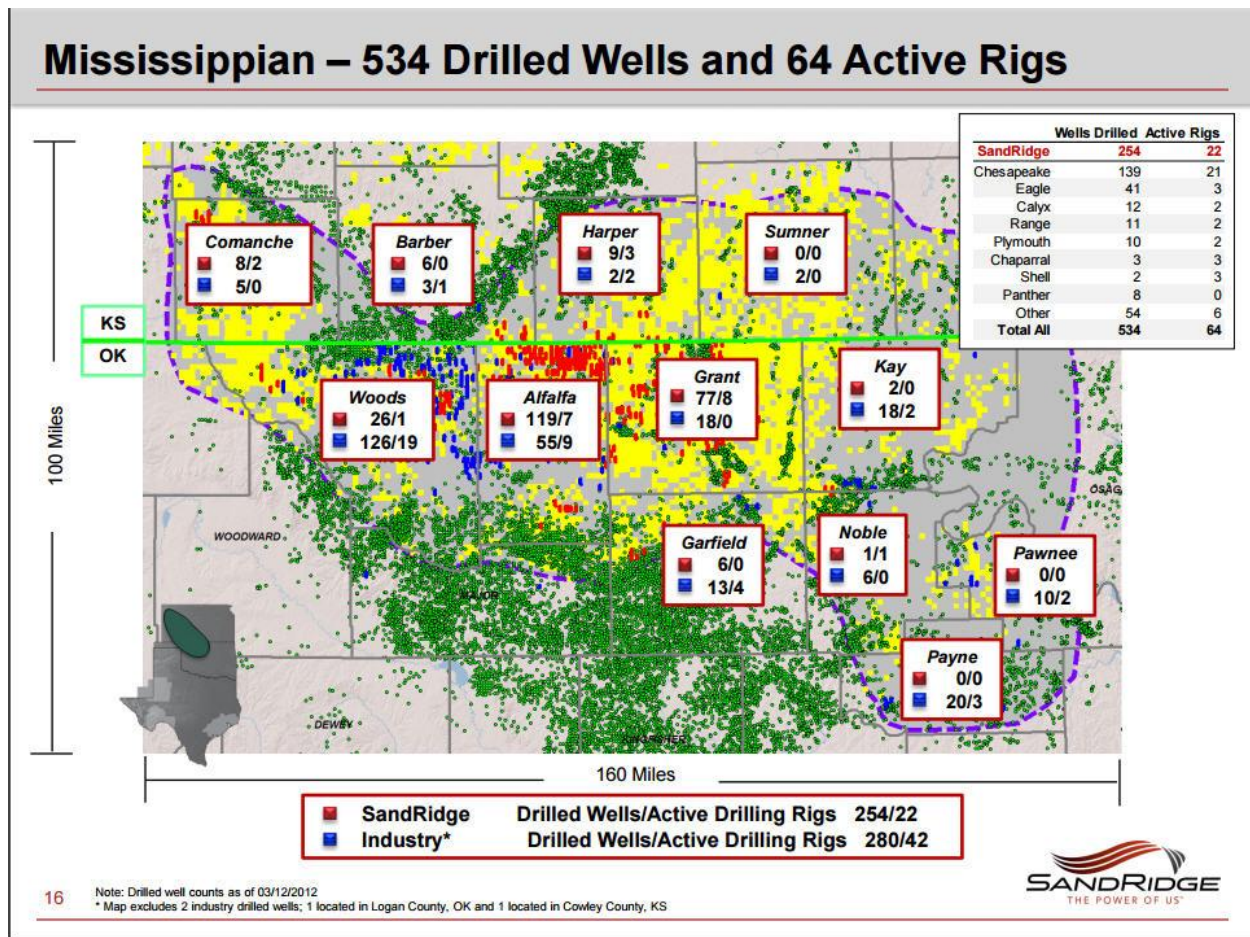 Mississippian – 534 Drilled Wells and 64 Active Rigs
Wells Drilled Active Rigs
SandRidge 254 22
Chesapeake 139 21
Eagle 41 3
Calyx 12 2
Range 11 2
Plymouth 10 2
Chaparral 3 3
Shell 2 3
Panther 8 0
Other 54 6
Total All 534 64
Comanche
8/2
5/0
Barber
6/0
3/1
Harper
9/3
2/2
Sumner
0/0
2/0
KS
OK
100 Miles
Woods
26/1
126/19
Alfalfa
119/7
55/9
Grant
77/8
18/0
Kay
2/0
18/2
OSAG
WOODWARD
MAJOR
Garfield
6/0
13/4
Noble
1/1
6/0
Pawnee
0/0
10/2
Payne
0/0
20/3
DEWEY
160 Miles
SandRidge Drilled Wells/Active Drilling Rigs 254/22
Industry* Drilled Wells/Active Drilling Rigs 280/42
16
Note: Drilled well counts as of 03/12/2012
* Map excludes 2 industry drilled wells; 1 located in Logan County, OK and 1 located in Cowley County, KS
SANDRIDGE
THE POWER OF US